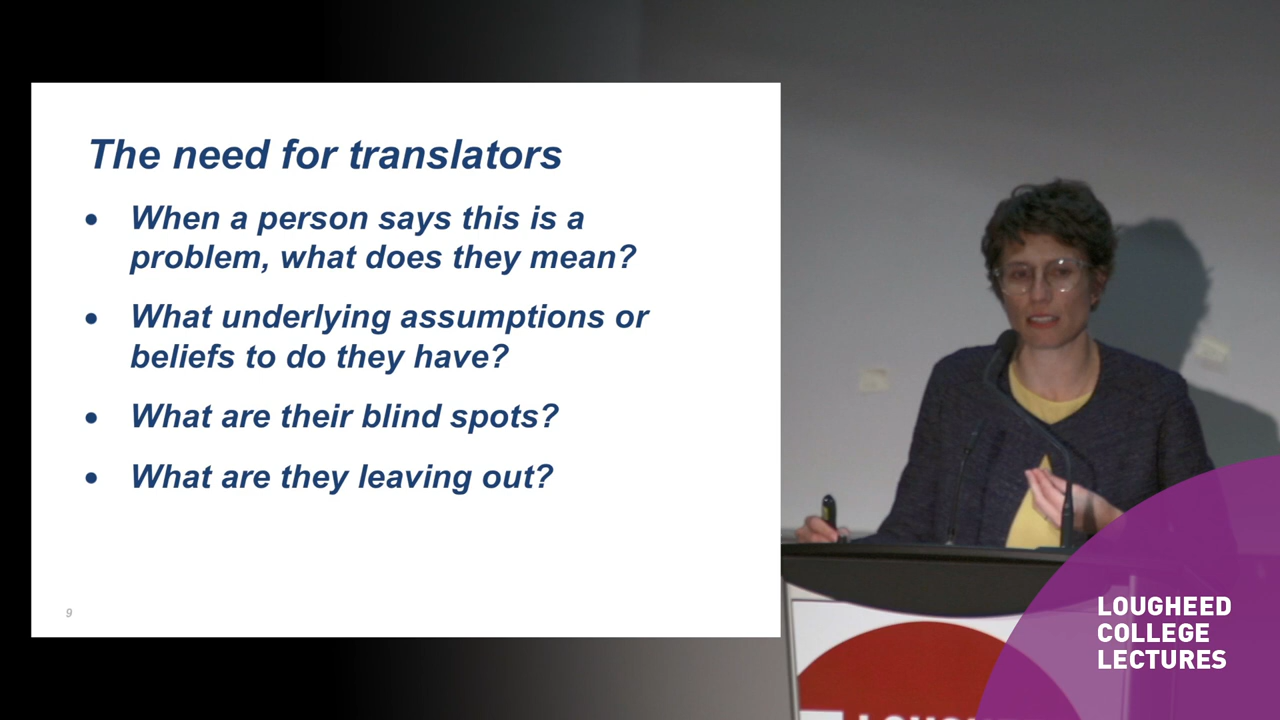 The need for translators
• When a person says this is a
problem, what does they mean?
• What underlying assumptions or
beliefs to do they have?
• What are their blind spots?
• What are they leaving out?
9
LOUGHEED
COLLEGE
LECTURES